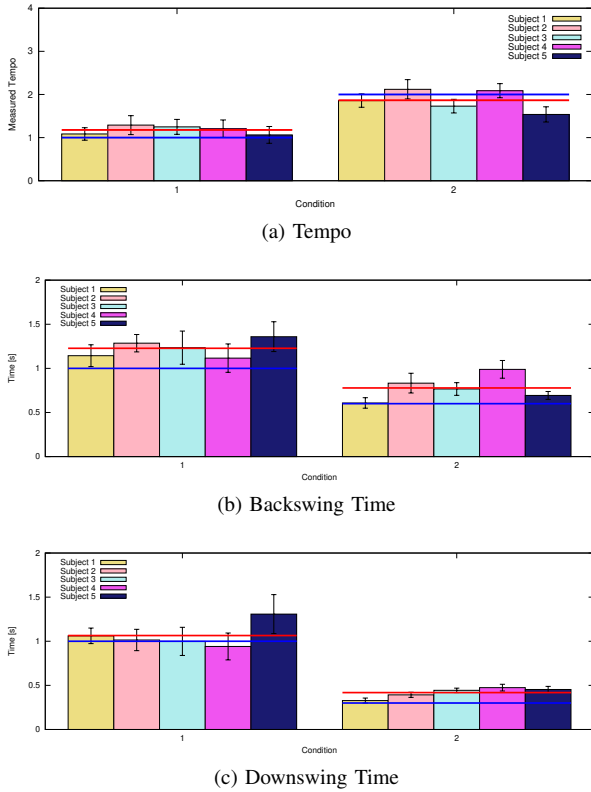 4
3
2
1
0
Measured Tempo
Subject 1
Subject 2
Subject 3
Subject 4
Subject 5
1 2
Condition
(a) Tempo
2
1.5
1
0.5
0
Time [s]
Subject 1
Subject 2
Subject 3
Subject 4
Subject 5
1 2
Condition
(b) Backswing Time
2
1.5
1
0.5
0
Time [s]
Subject 1
Subject 2
Subject 3
Subject 4
Subject 5
1 2
Condition
(c) Downswing Time